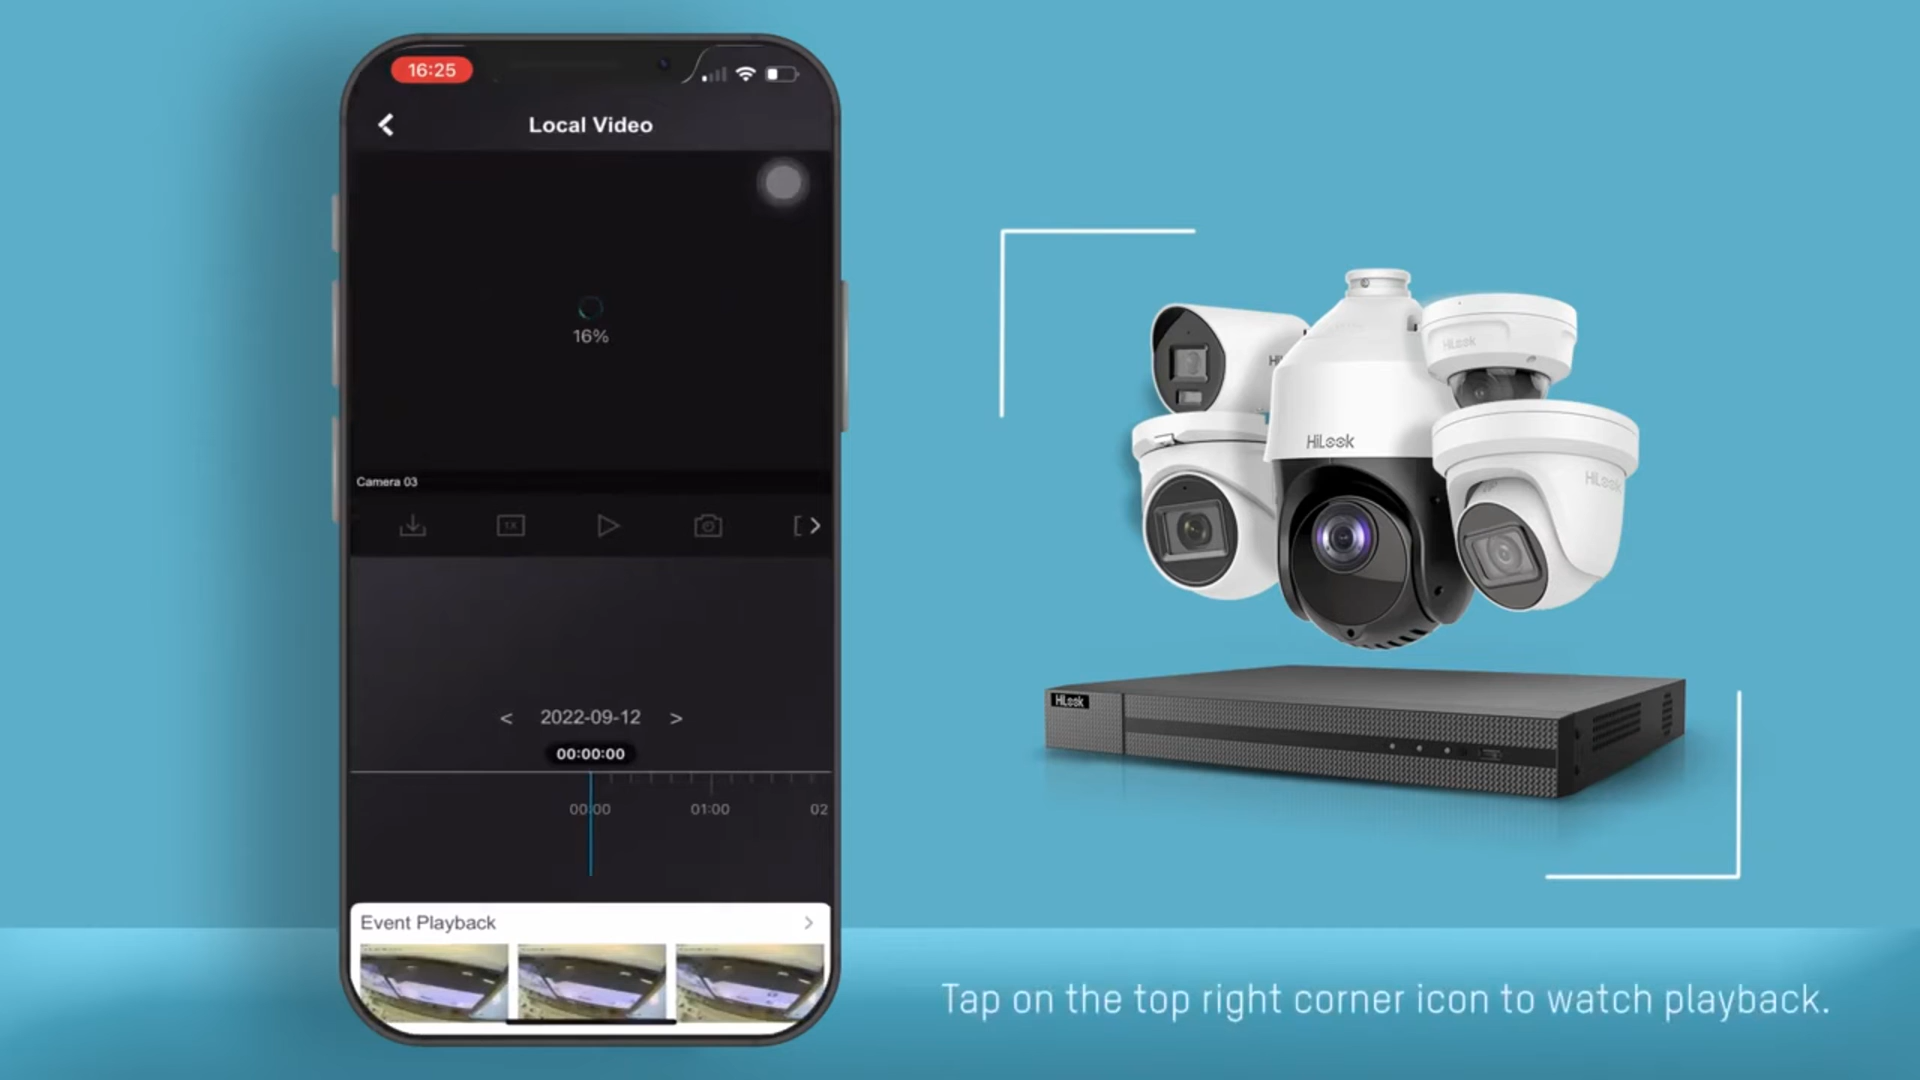 16:25
Local Video
16%
Camera 03
1X
< 2022-09-12 >
00:00:00
00:00 01:00 02
Event Playback
HiLook
HiLook
HiLook
HiLook
Tap on the top right corner icon to watch playback.